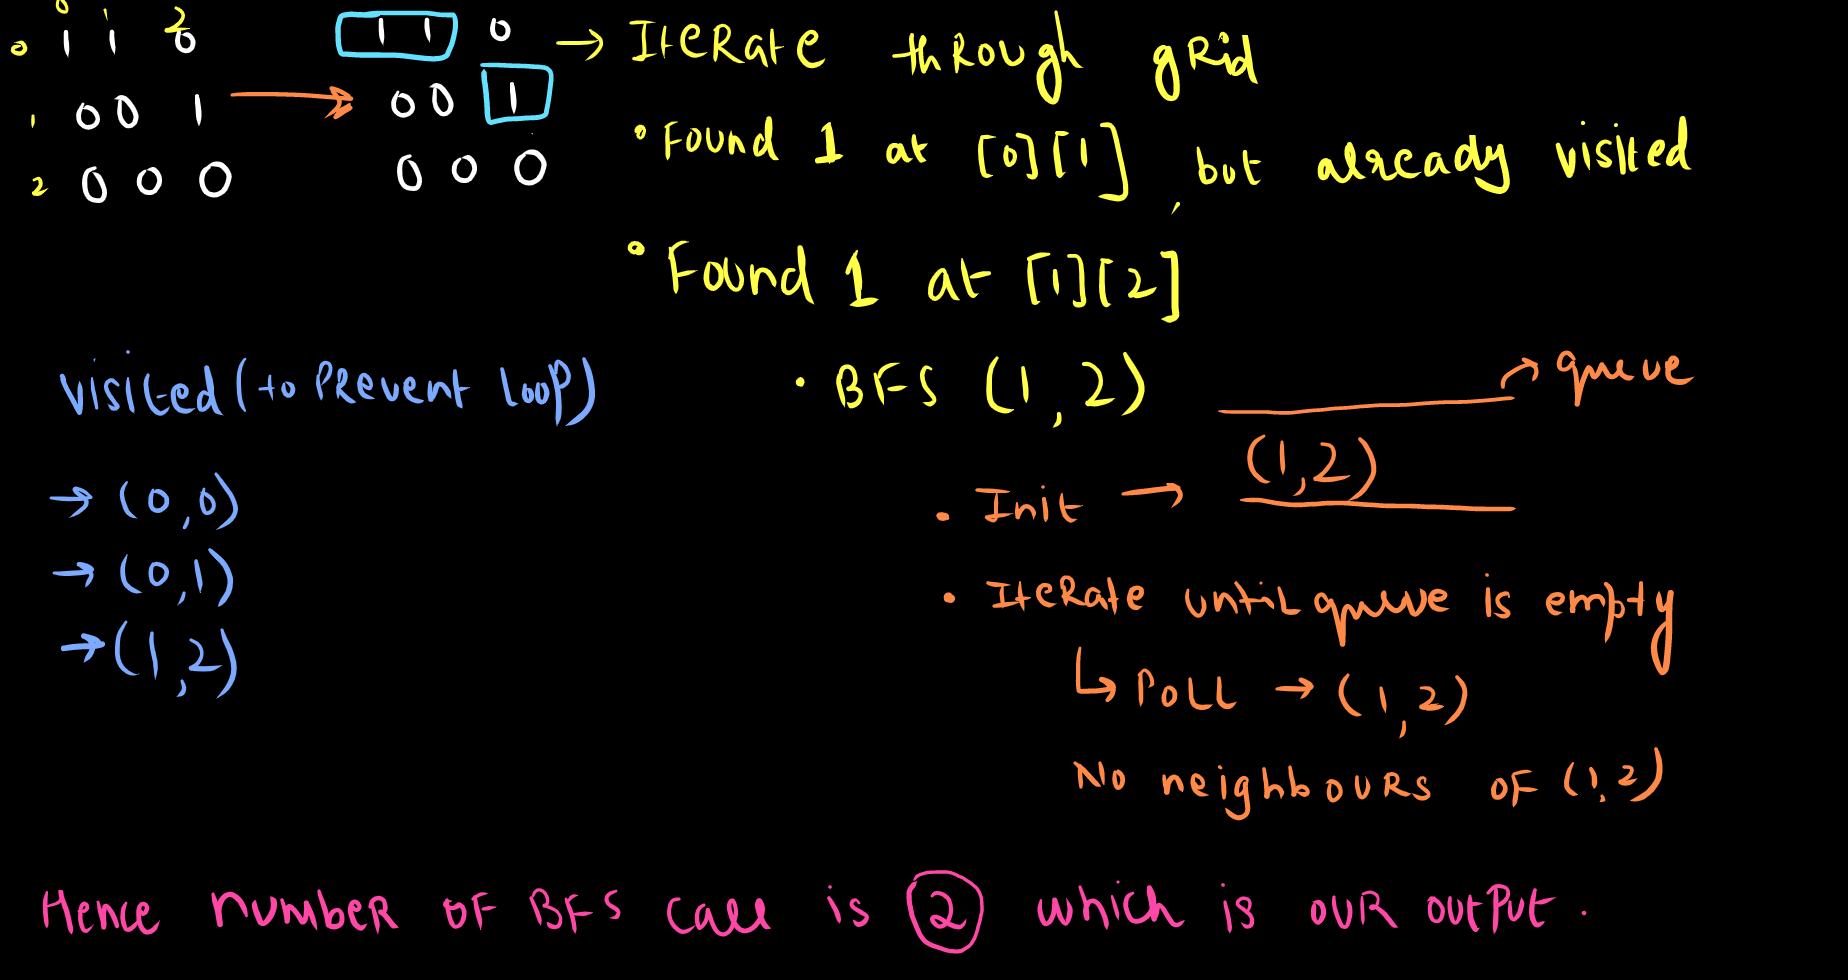 0 1 2
0 1 1 0 1 1 0 → Iterate through grid
1 0 0 1 → 0 0 1
• Found 1 at [0][1], but already visited
2 0 0 0 0 0 0
• Found 1 at [1][2]
visited (to prevent loop)
• BFS (1,2)
→ queue
(1,2)
→ (0,0)
• Init →
→ (0,1)
• Iterate until queue is empty
→ (1,2)
↳ Poll → (1,2)
No neighbours of (1,2)
Hence number of BFS call is 2 which is our output.